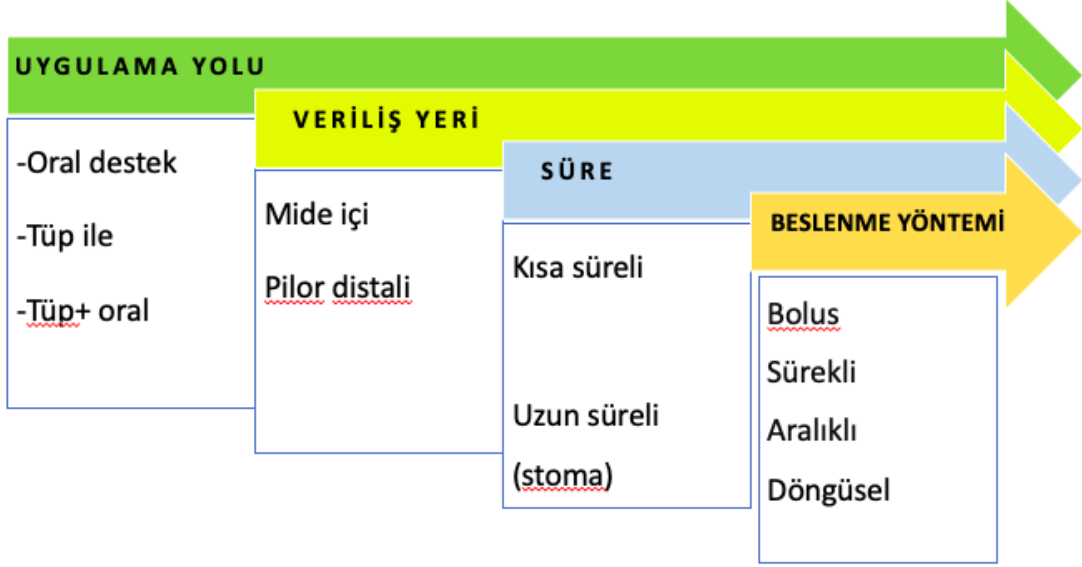 UYGULAMA YOLU
-Oral destek
-Tüp ile
-Tüp+ oral
VERİLİŞ YERİ
Mide içi
Pilor distali
SÜRE
Kısa süreli
Uzun süreli
(stoma)
BESLENME YÖNTEMİ
Bolus
Sürekli
Aralıklı
Döngüsel